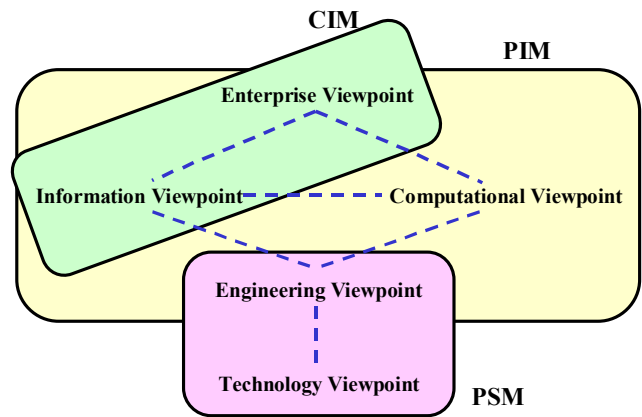 CIM
PIM
Enterprise Viewpoint
Information Viewpoint
Computational Viewpoint
Engineering Viewpoint
Technology Viewpoint
PSM